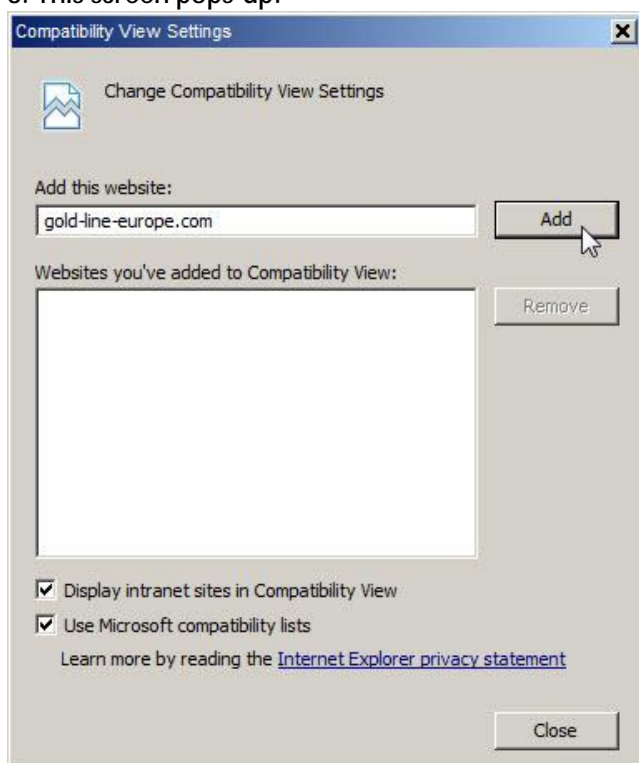 This screen pops-up:
Compatibility View Settings
Change Compatibility View Settings
Add this website:
gold-line-europe.com
Add
Websites you've added to Compatibility View:
Remove
Display intranet sites in Compatibility View
Use Microsoft compatibility lists
Learn more by reading the Internet Explorer privacy statement
Close